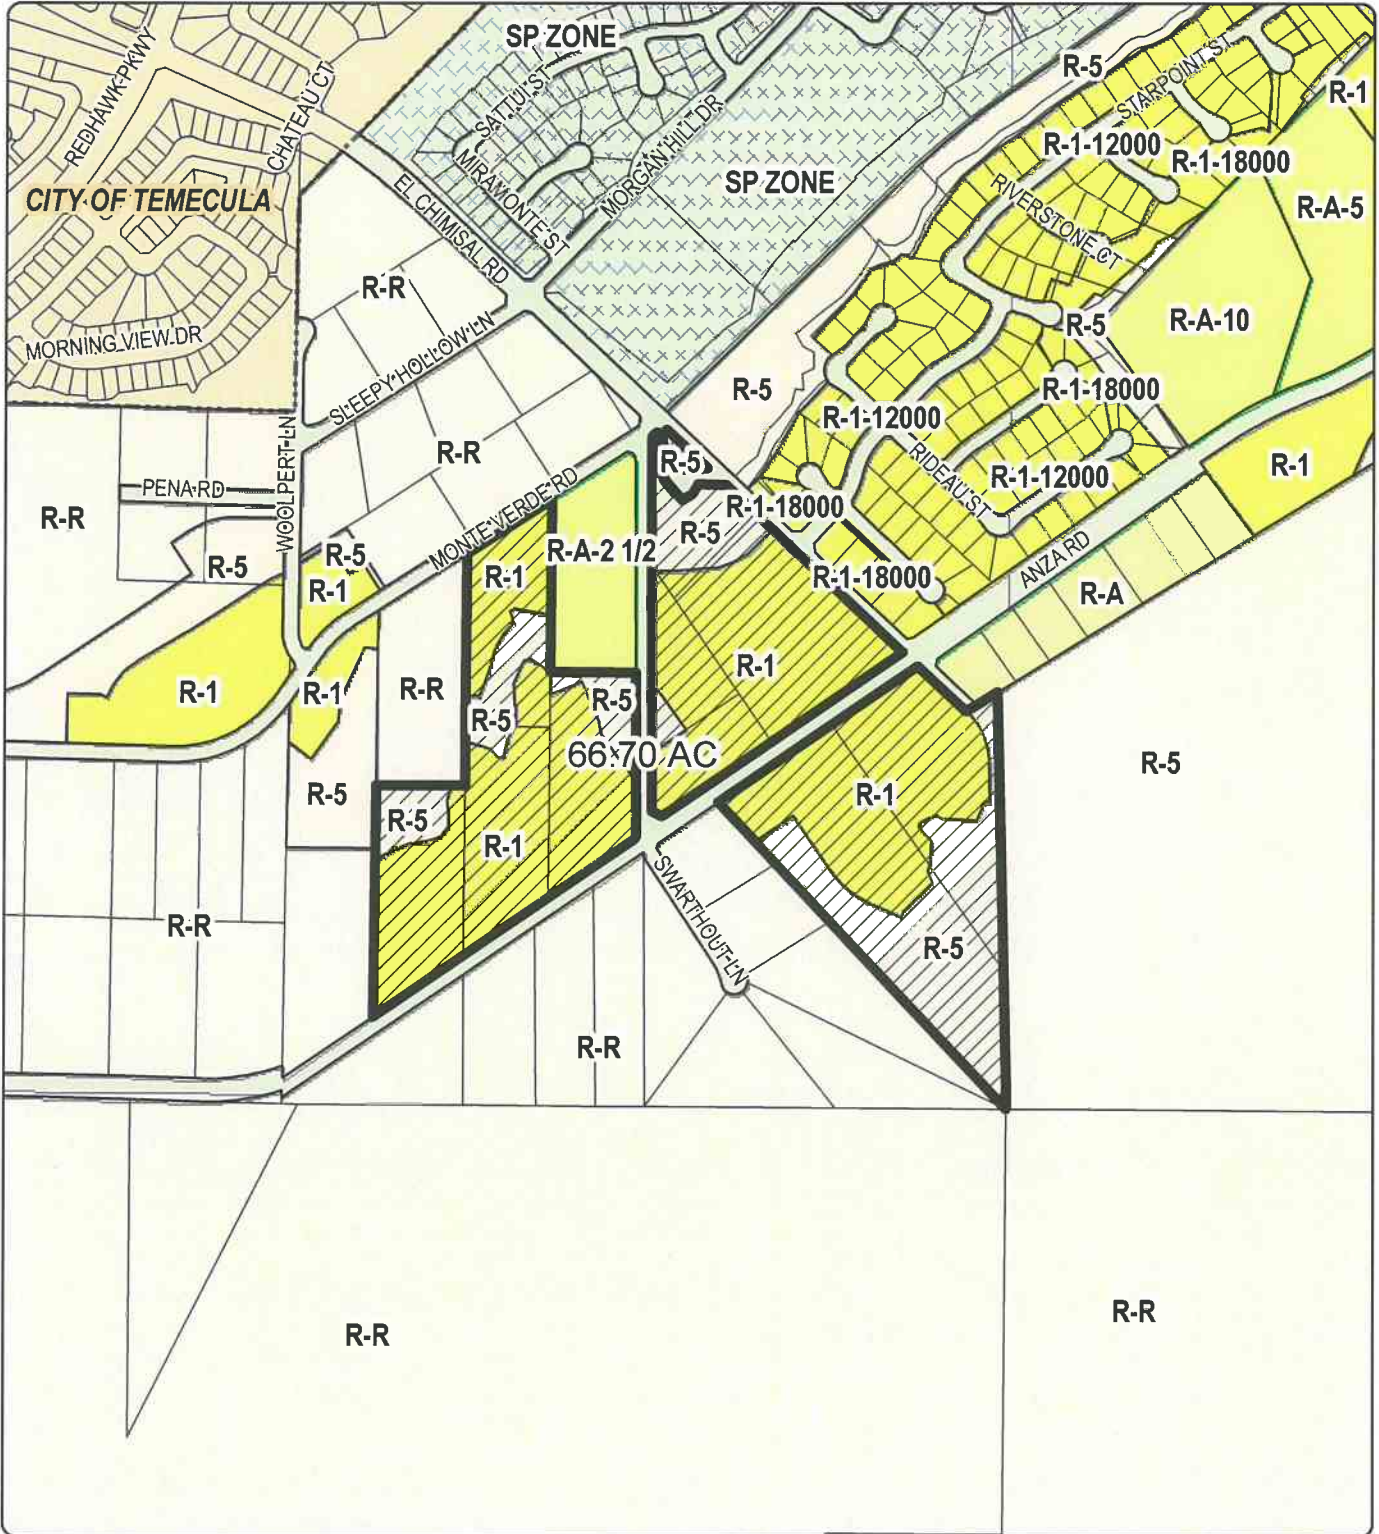 SP ZONE
REDHAWK PKWY
CHATEAU CT
SATTUI ST
MIRAMONTE ST
MORGAN HILL DR
EL CHIMISAL RD
CITY OF TEMECULA
MORNING VIEW DR
SP ZONE
R-5
STARPOINT ST
R-1
R-1-12000
R-1-18000
RIVERSTONE CT
R-A-5
R-R
SLEEPY HOLLOW LN
R-5
R-A-10
R-5
R-1-18000
R-1-12000
R-R
WOOLPERT LN
PENA RD
R-R
MONTE VERDE RD
R-5
RIDEAU ST
R-1-12000
R-1
R-1-18000
R-5
R-A-2 1/2
R-5
R-5
R-1
R-1
R-1-18000
ANZA RD
R-A
R-1
R-1
R-R
R-5
R-5
R-1
66.70 AC
R-5
R-5
R-5
R-1
R-1
R-5
SWARTHOUT LN
R-R
R-5
R-R
R-R
R-R